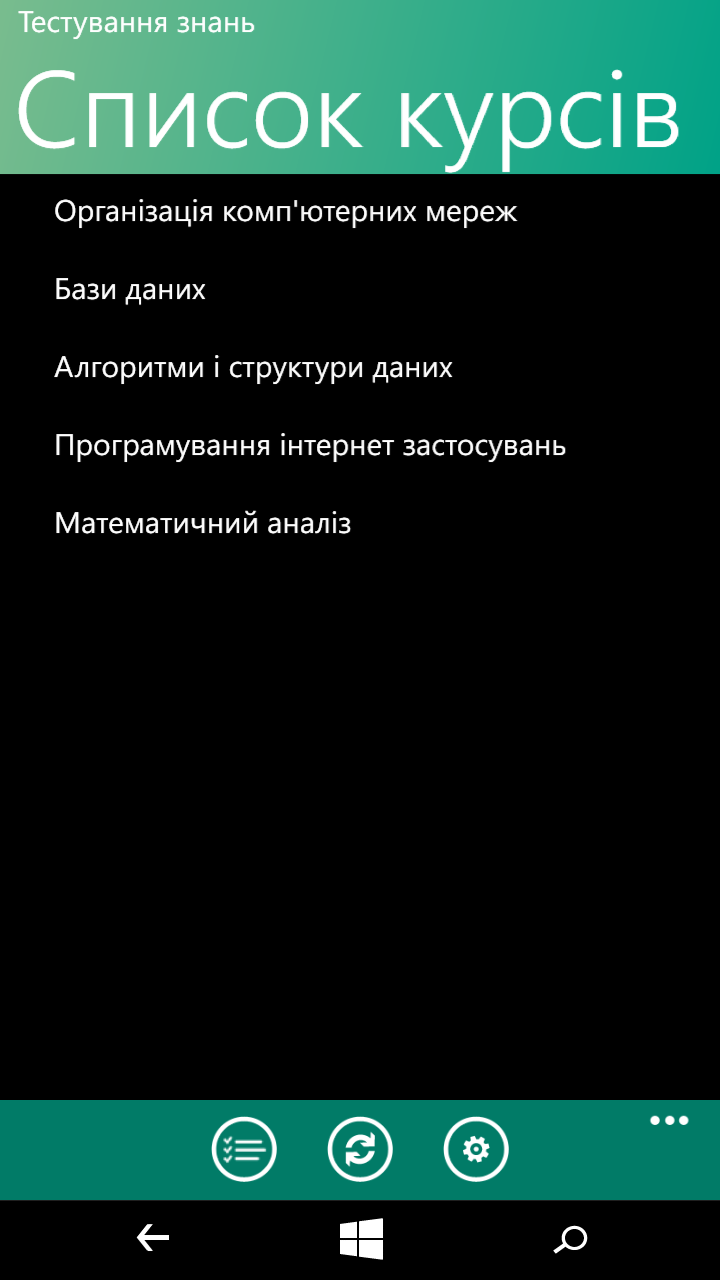 Тестування знань
Список курсів
Організація комп'ютерних мереж
Бази даних
Алгоритми і структури даних
Програмування інтернет застосувань
Математичний аналіз